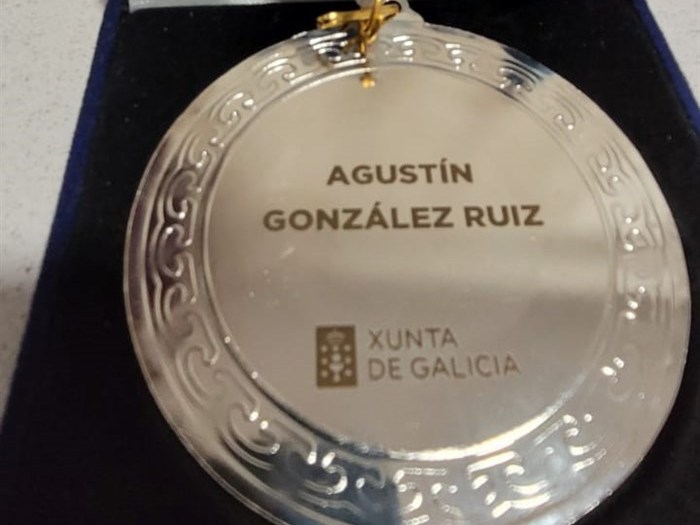 AGUSTÍN
GONZÁLEZ RUIZ
XUNTA
DE GALICIA